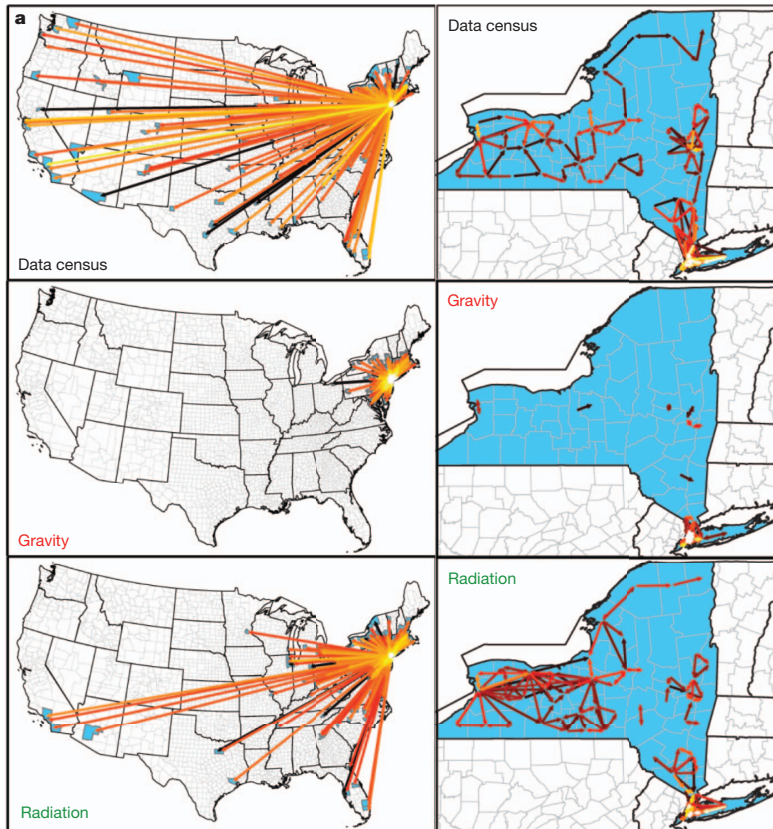 a
Data census
Data census
Gravity
Gravity
Radiation
Radiation